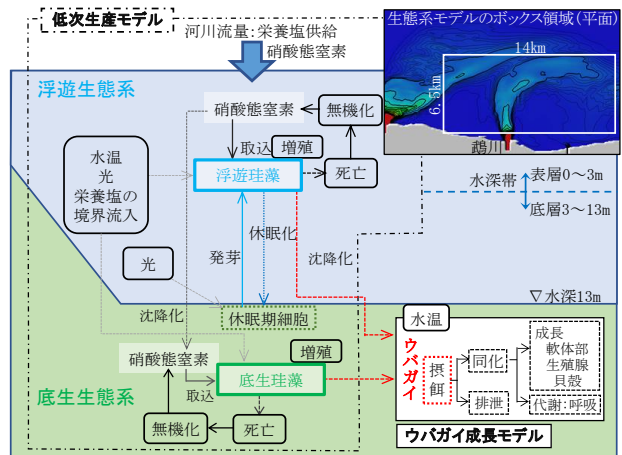 低次生産モデル
河川流量:栄養塩供給
硝酸態窒素
生態系モデルのボックス領域(平面)
14km
6.5km
鵡川
浮遊生態系
硝酸態窒素
無機化
取込
増殖
水温
光
栄養塩の
境界流入
浮遊珪藻
死亡
水深帯
表層0～3m
底層3～13m
休眠化
発芽
沈降化
光
▽水深13m
沈降化
休眠期細胞
水温
硝酸態窒素
増殖
取込
底生珪藻
底生生態系
無機化
死亡
ウバガイ
摂餌
同化
排泄
成長
軟体部
生殖腺
貝殻
代謝:呼吸
ウバガイ成長モデル